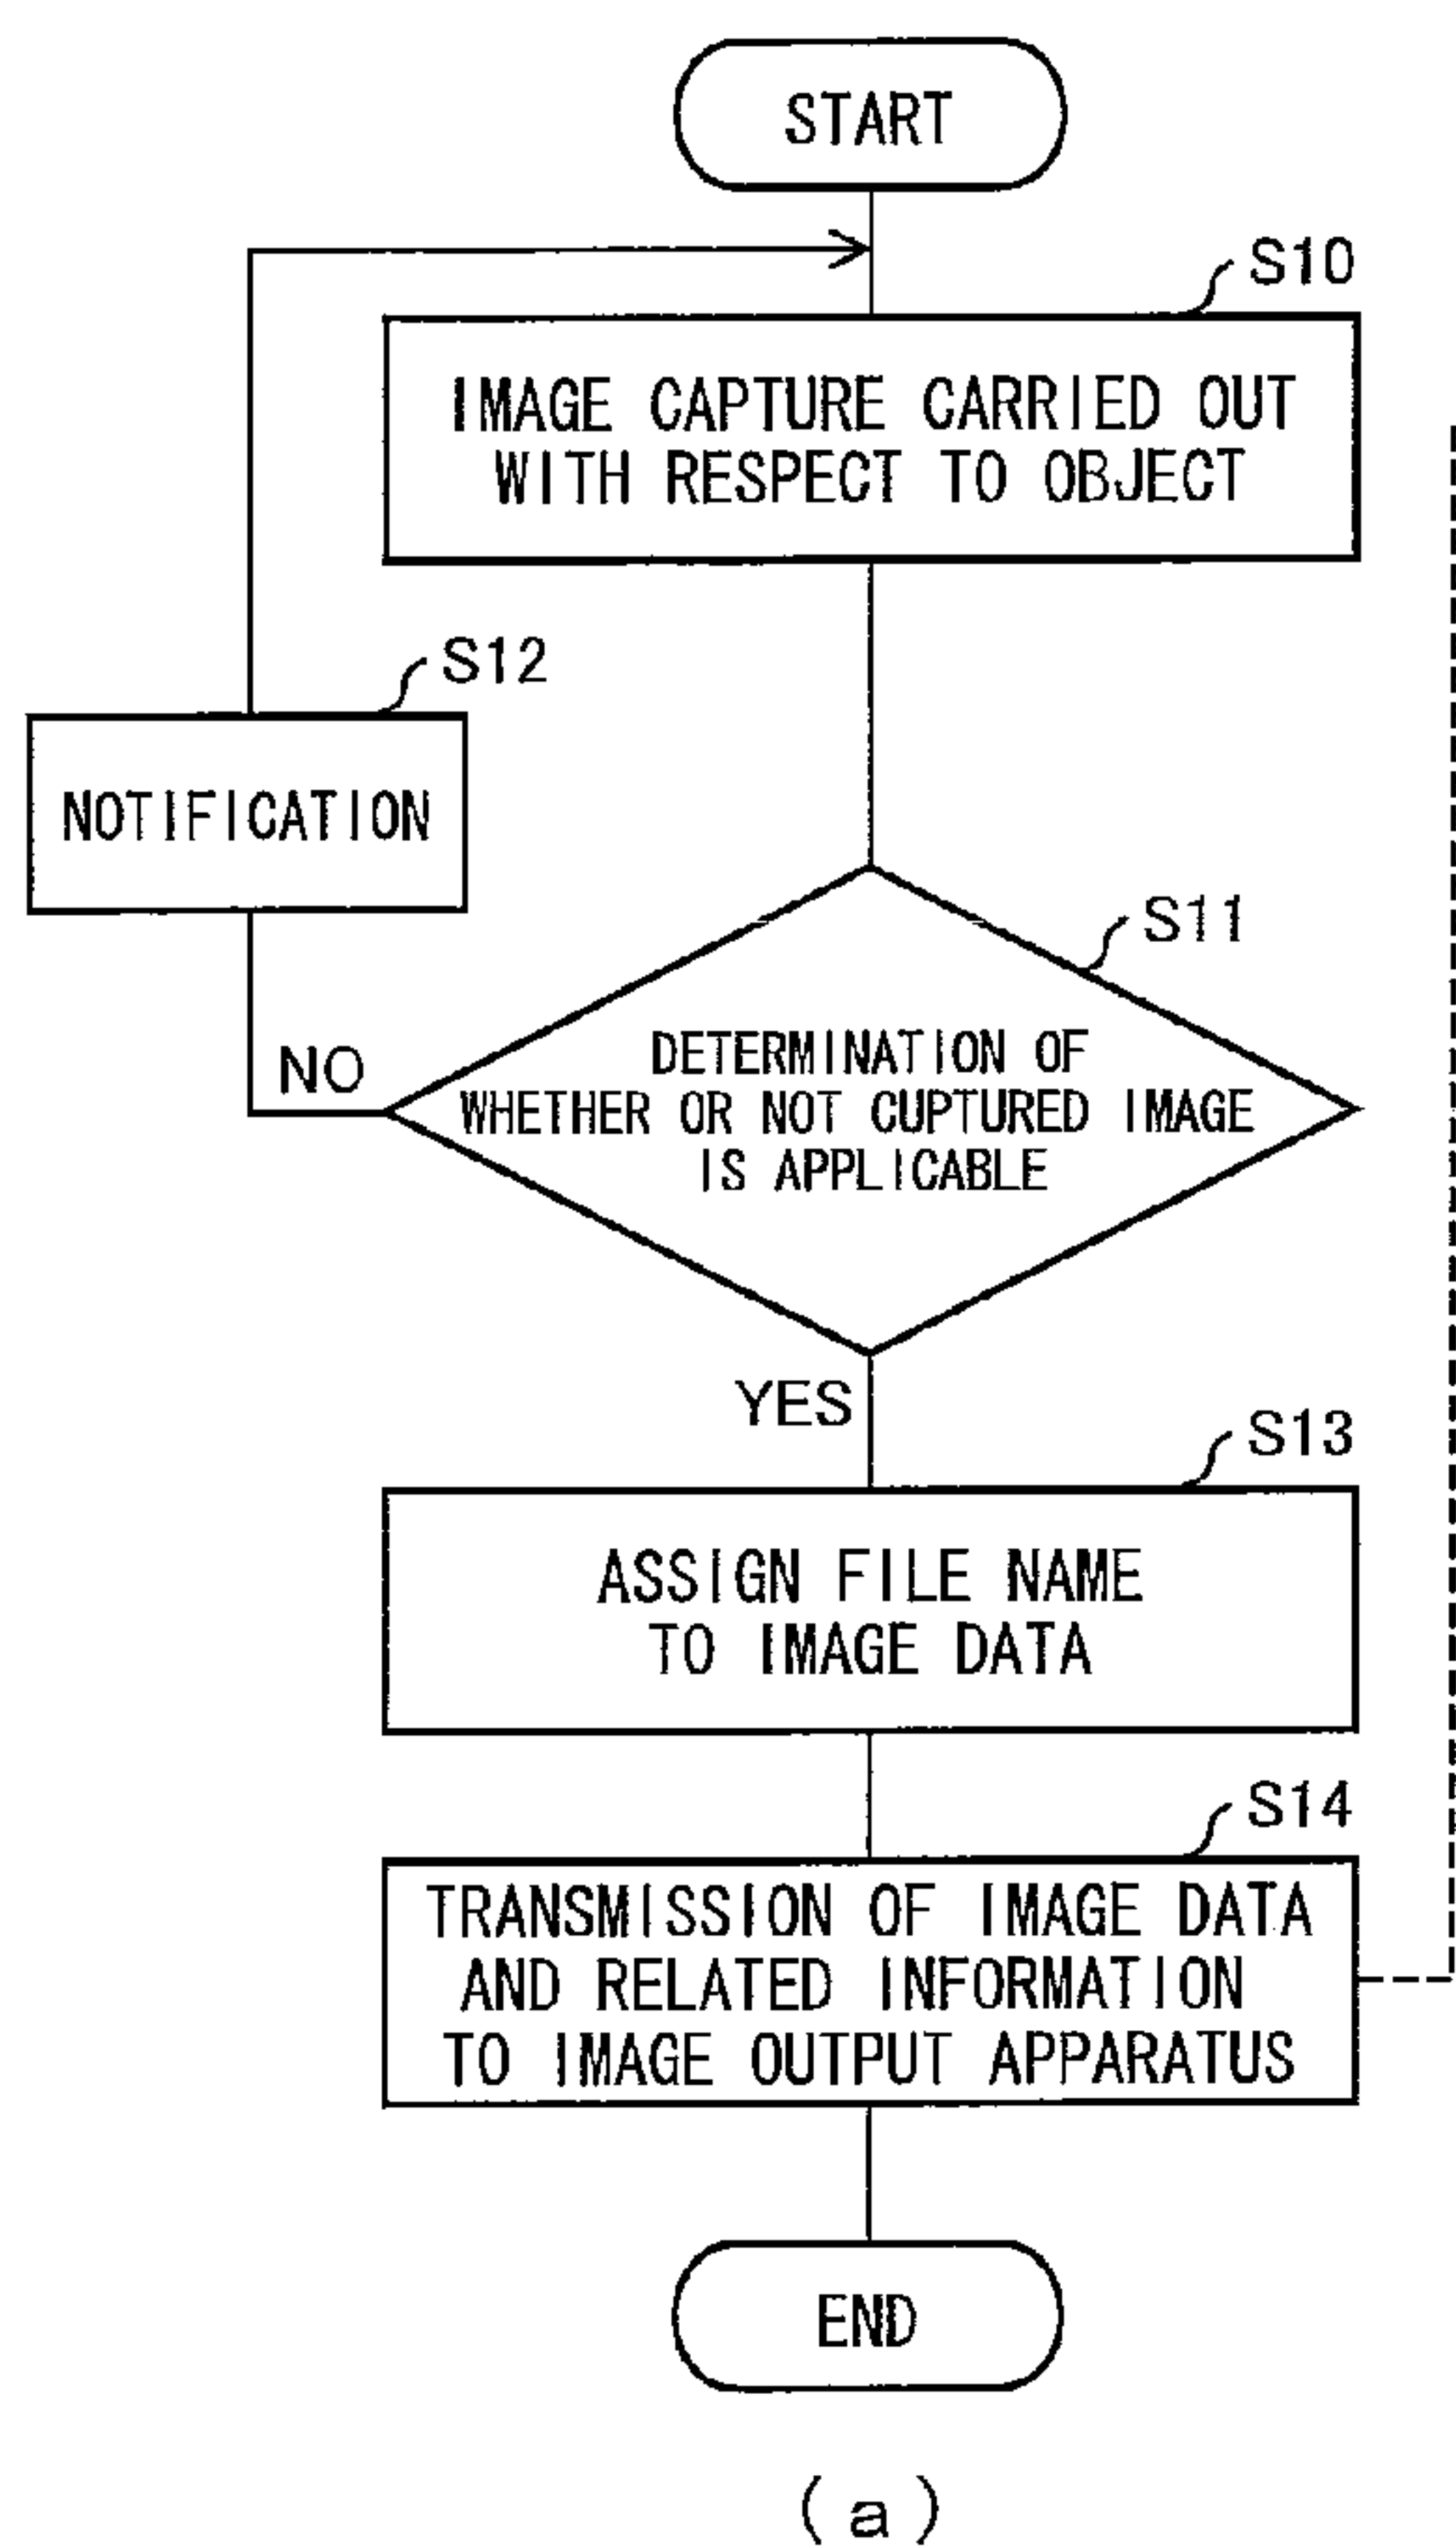 START
S10
IMAGE CAPTURE CARRIED OUT
WITH RESPECT TO OBJECT
S12
NOTIFICATION
S11
DETERMINATION OF
WHETHER OR NOT CUPTURED IMAGE
IS APPLICABLE
NO
YES
S13
ASSIGN FILE NAME
TO IMAGE DATA
S14
TRANSMISSION OF IMAGE DATA
AND RELATED INFORMATION
TO IMAGE OUTPUT APPARATUS
END
(a)